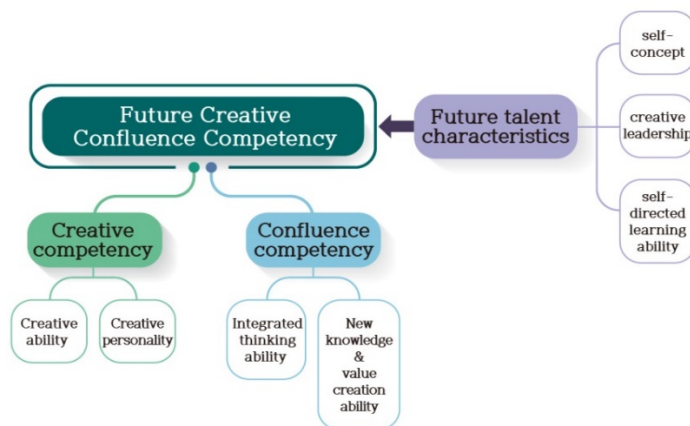 Future Creative
Confluence Competency
Future talent
characteristics
self-
concept
creative
leadership
self-
directed
learning
ability
Creative
competency
Confluence
competency
Creative
ability
Creative
personality
Integrated
thinking
ability
New
knowledge
&
value
creation
ability